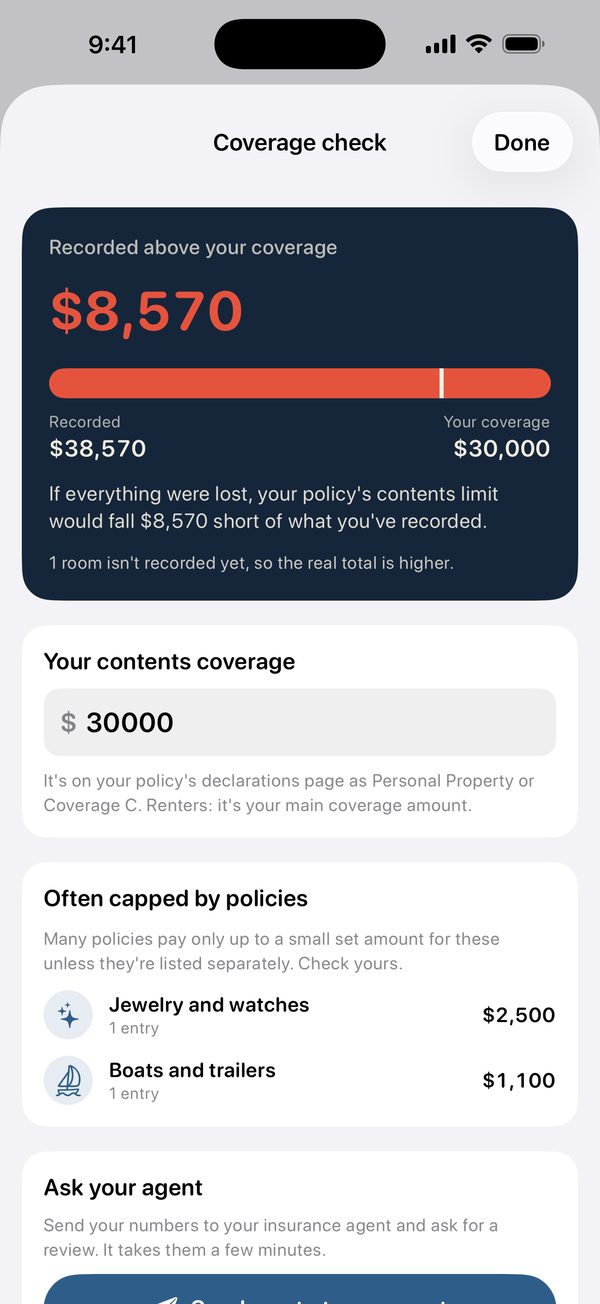 9:41
Coverage check
Done
Recorded above your coverage
$8,570
Recorded
Your coverage
$38,570
$30,000
If everything were lost, your policy's contents limit
would fall $8,570 short of what you've recorded.
1 room isn't recorded yet, so the real total is higher.
Your contents coverage
$ 30000
It's on your policy's declarations page as Personal Property or
Coverage C. Renters: it's your main coverage amount.
Often capped by policies
Many policies pay only up to a small set amount for these
unless they're listed separately. Check yours.
Jewelry and watches
1 entry
$2,500
Boats and trailers
1 entry
$1,100
Ask your agent
Send your numbers to your insurance agent and ask for a
review. It takes them a few minutes.